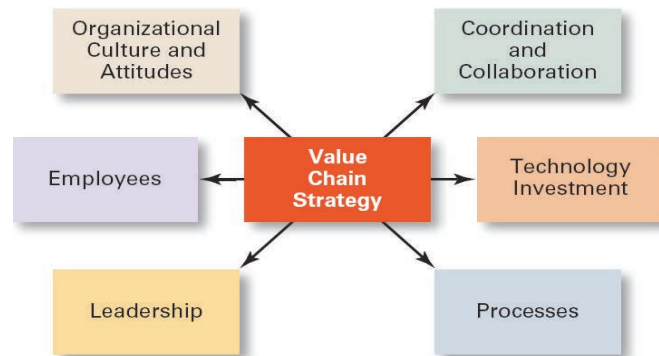 Organizational
Culture and
Attitudes
Coordination
and
Collaboration
Employees
Value
Chain
Strategy
Technology
Investment
Leadership
Processes